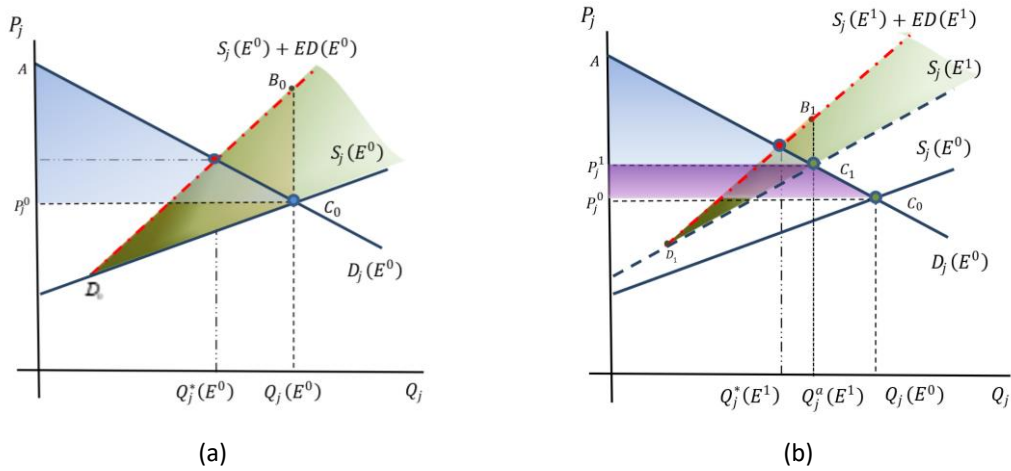 P_j
S_j(E^0) + ED(E^0)
A
B_0
S_j(E^0)
P_j^0
C_0
D_j(E^0)
Q_j^*(E^0)
Q_j(E^0)
Q_j
(a)
P_j
S_j(E^1) + ED(E^1)
A
S_j(E^1)
B_1
S_j(E^0)
P_j^1
C_1
P_j^0
C_0
D_1
D_j(E^0)
Q_j^*(E^1)
Q_j^a(E^1)
Q_j(E^0)
Q_j
(b)